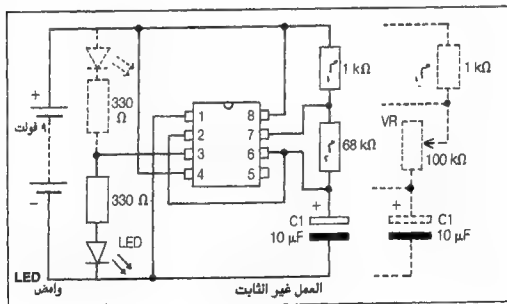 330 Ω
1 kΩ
1 kΩ
+
٩ فولت
−
1
2
3
4
8
7
6
5
VR
68 kΩ
100 kΩ
330 Ω
LED
+
C1
10 µF
+
C1
10 µF
LED
وامض
العمل غير الثابت